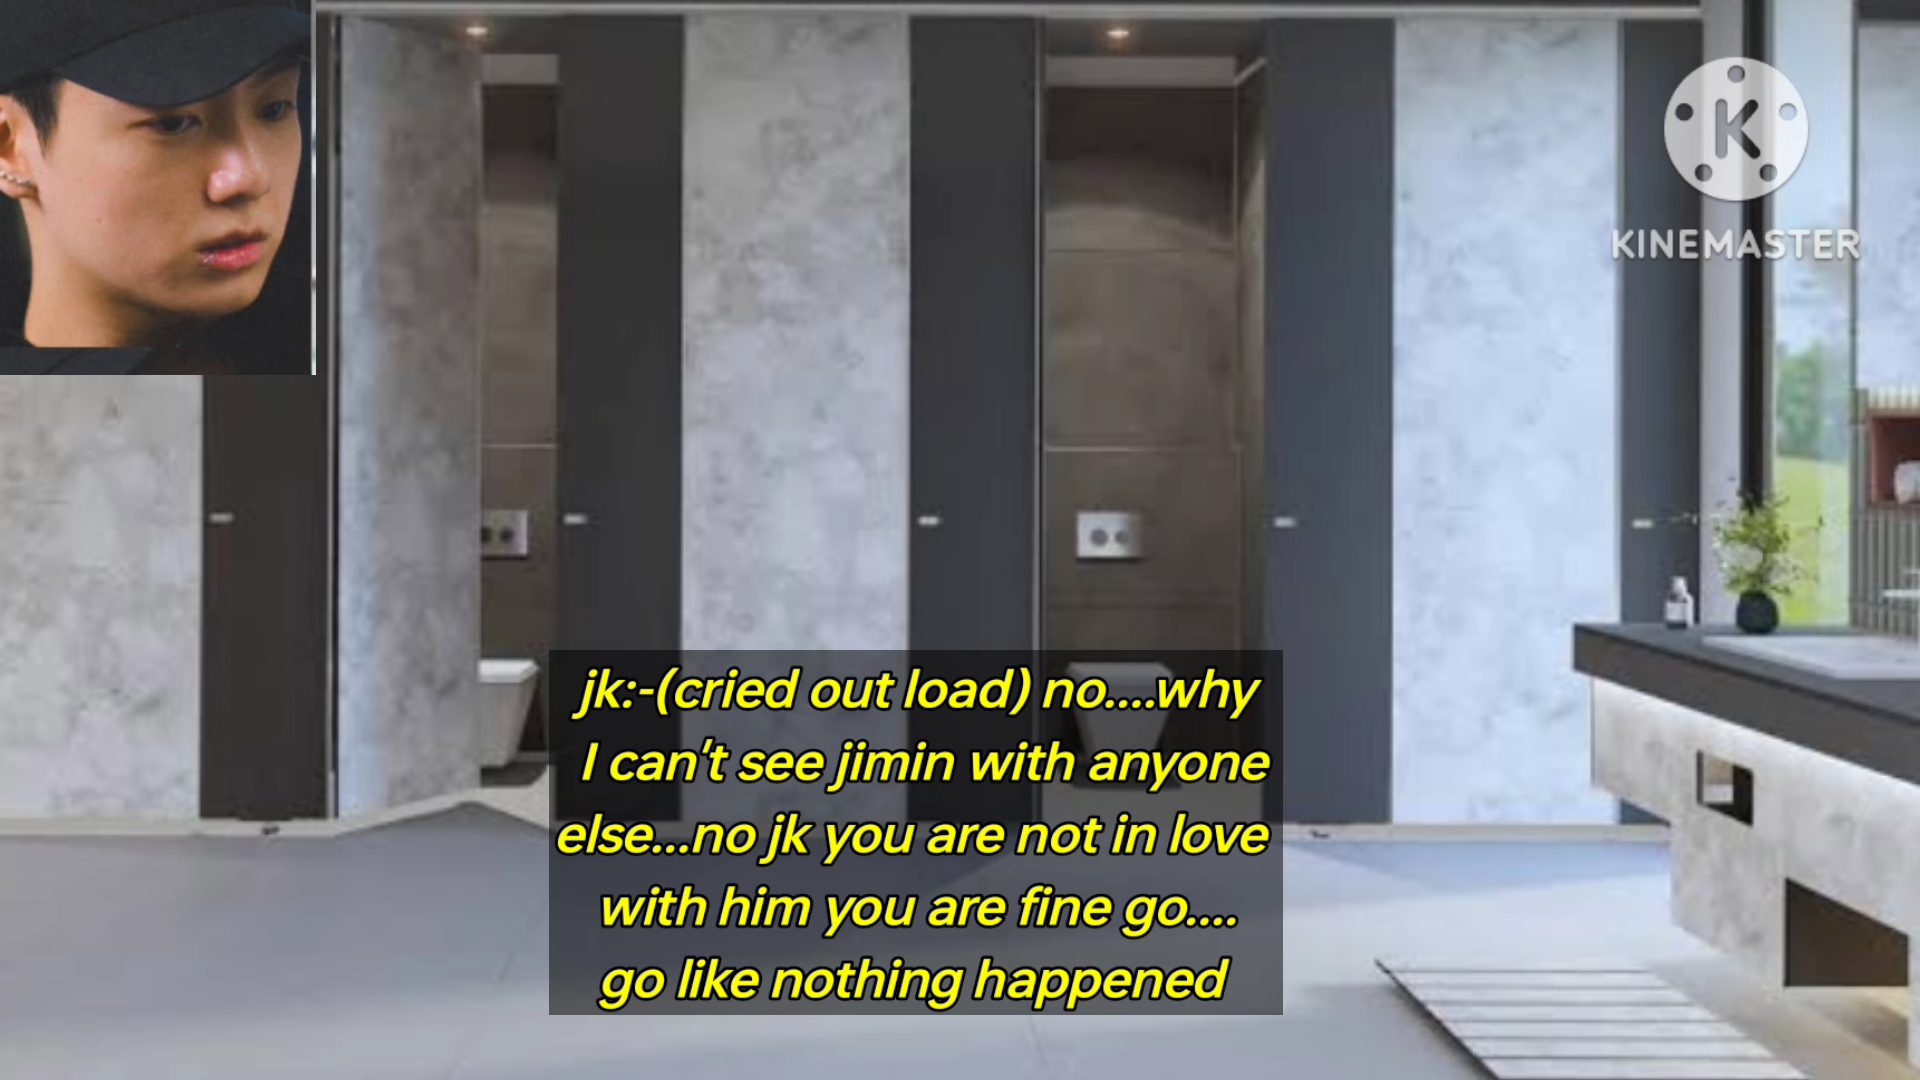 K
KINEMASTER
jk:-(cried out load) no....why
I can't see jimin with anyone
else...no jk you are not in love
with him you are fine go....
go like nothing happened